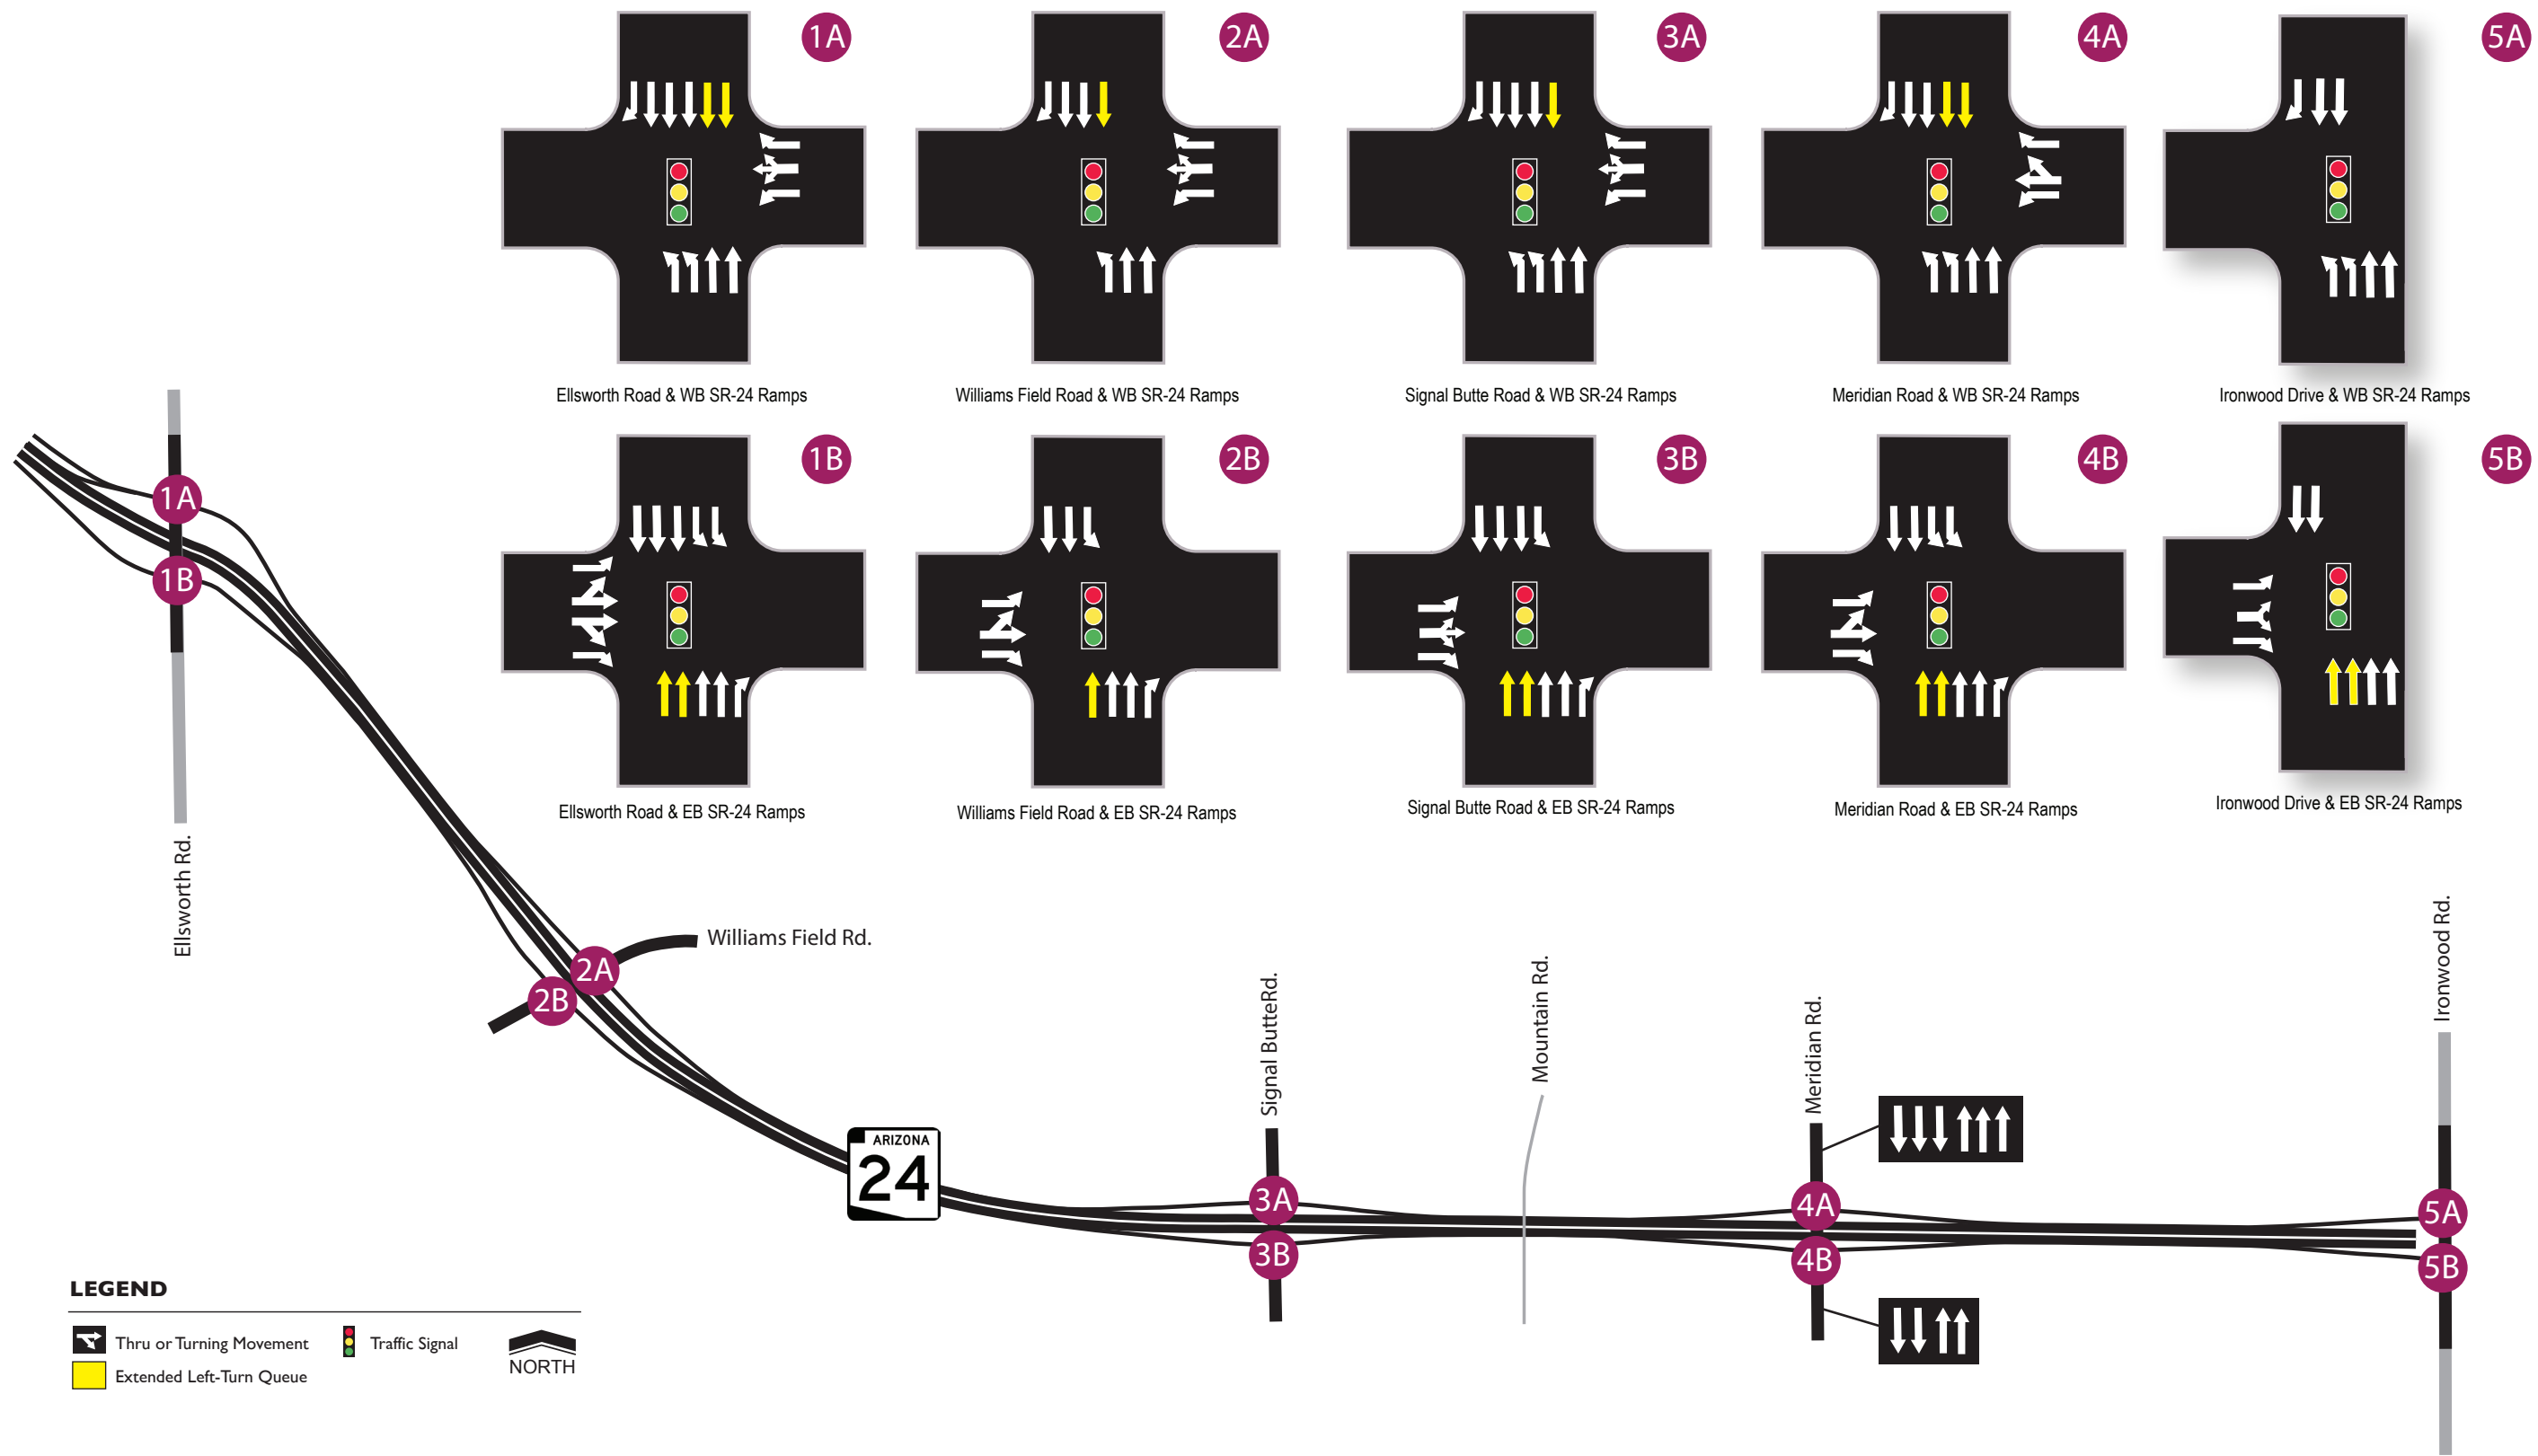 1A
2A
3A
4A
5A
Ellsworth Road & WB SR-24 Ramps
Williams Field Road & WB SR-24 Ramps
Signal Butte Road & WB SR-24 Ramps
Meridian Road & WB SR-24 Ramps
Ironwood Drive & WB SR-24 Ramps
1B
2B
3B
4B
5B
Ellsworth Road & EB SR-24 Ramps
Williams Field Road & EB SR-24 Ramps
Signal Butte Road & EB SR-24 Ramps
Meridian Road & EB SR-24 Ramps
Ironwood Drive & EB SR-24 Ramps
1A
1B
Ellsworth Rd.
2A
2B
Williams Field Rd.
ARIZONA
24
Signal ButteRd.
3A
3B
Mountain Rd.
Meridian Rd.
4A
4B
Ironwood Rd.
5A
5B
LEGEND
Thru or Turning Movement
Traffic Signal
Extended Left-Turn Queue
NORTH